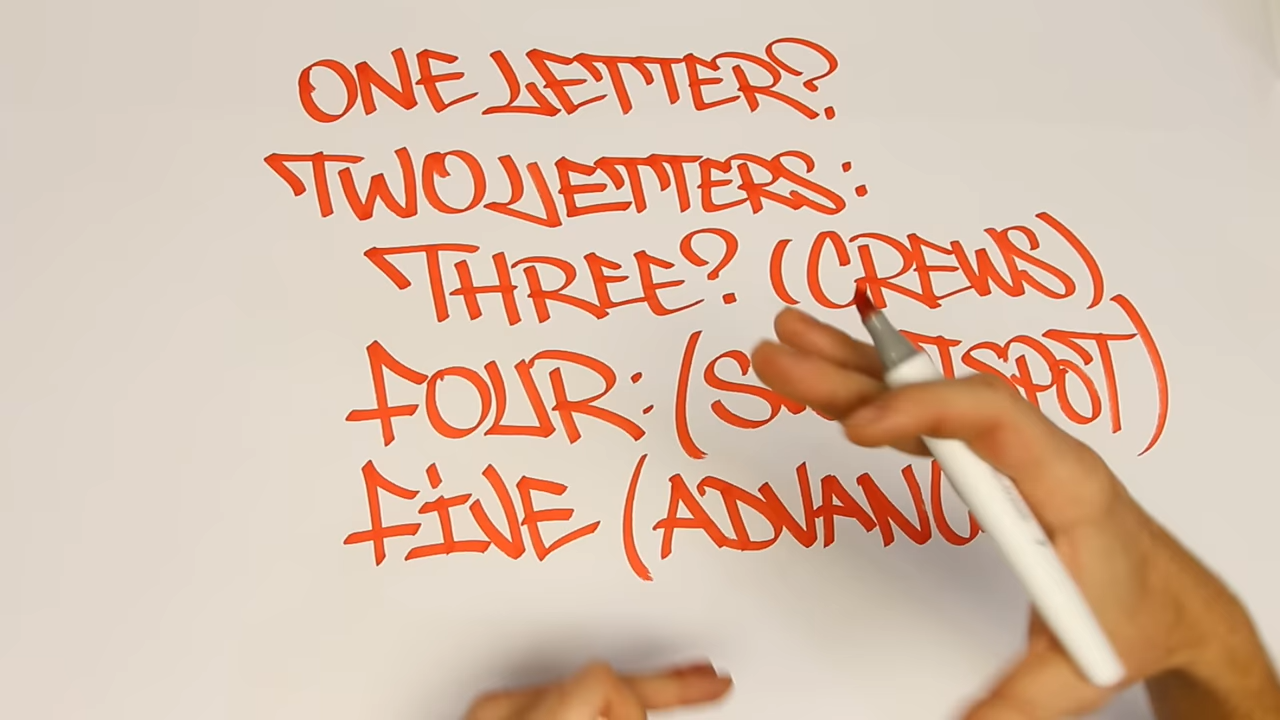 ONE LETTER?
TWO LETTERS:
THREE? (CREWS)
FOUR: (
FIVE (